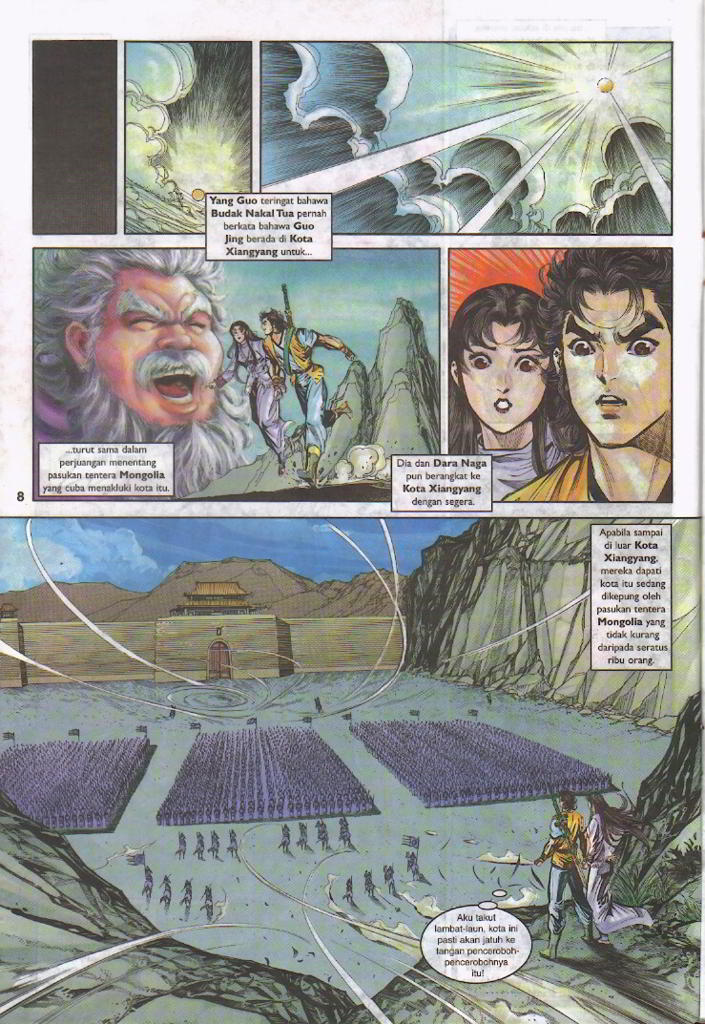 Yang Guo teringat bahawa
Budak Nakal Tua pernah
berkata bahawa Guo
Jing berada di Kota
Xiangyang untuk...
...turut sama dalam
perjuangan menentang
pasukan tentera Mongolia
yang cuba menakluki kota itu.
Dia dan Dara Naga
pun berangkat ke
Kota Xiangyang
dengan segera.
8
Apabila sampai
di luar Kota
Xiangyang,
mereka dapati
kota itu sedang
dikepung oleh
pasukan tentera
Mongolia yang
tidak kurang
daripada seratus
ribu orang.
Aku takut
lambat-laun, kota ini
pasti akan jatuh ke
tangan penceroboh-
pencerobohnya
itu!